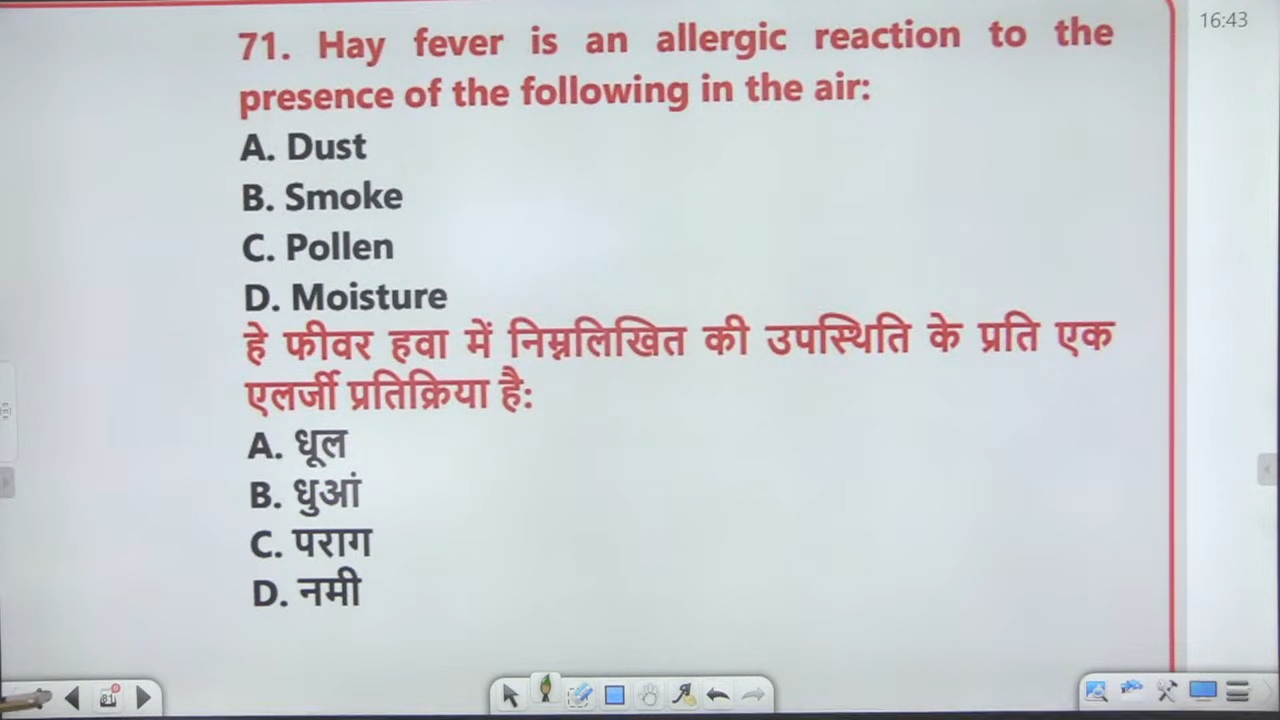 16:43
71. Hay fever is an allergic reaction to the
presence of the following in the air:
A. Dust
B. Smoke
C. Pollen
D. Moisture
हे फीवर हवा में निम्नलिखित की उपस्थिति के प्रति एक
एलर्जी प्रतिक्रिया है:
A. धूल
B. धुआं
C. पराग
D. नमी
81